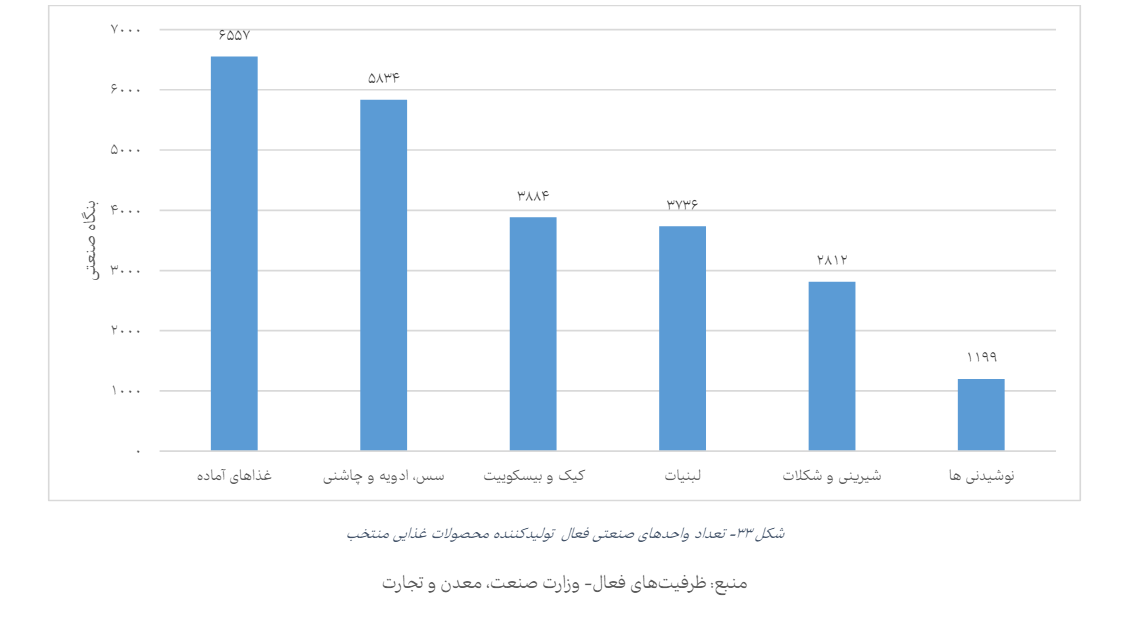 ۷۰۰۰
۶۰۰۰
۵۰۰۰
۴۰۰۰
۳۰۰۰
۲۰۰۰
۱۰۰۰
۰
بنگاه صنعتی
۶۵۵۷
۵۸۳۴
۳۸۸۴
۳۷۳۶
۲۸۱۲
۱۱۹۹
غذاهای آماده
سس، ادویه و چاشنی
کیک و بیسکوییت
لبنیات
شیرینی و شکلات
نوشیدنی ها
شکل ۳۳- تعداد واحدهای صنعتی فعال تولیدکننده محصولات غذایی منتخب
منبع: ظرفیت‌های فعال- وزارت صنعت، معدن و تجارت